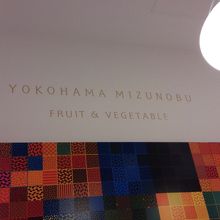 YOKOHAMA MIZUNOBU
FRUIT & VEGETABLE